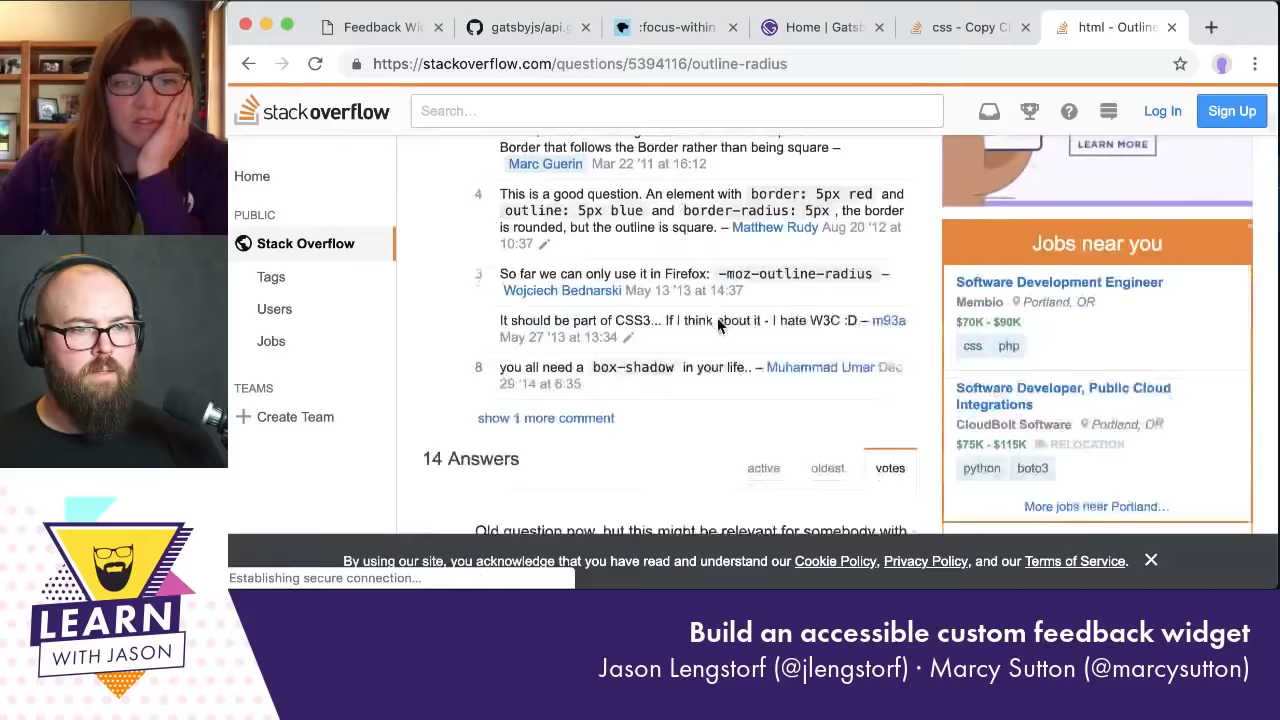 Feedback Wi
gatsbyjs/api.g
:focus-within
Home | Gatsb
css - Copy Cl
html - Outline
https://stackoverflow.com/questions/5394116/outline-radius
stackoverflow
Search...
Log In
Sign Up
Home
PUBLIC
Stack Overflow
Tags
Users
Jobs
TEAMS
Create Team
Border that follows the Border rather than being square –
Marc Guerin Mar 22 '11 at 16:12
4 This is a good question. An element with border: 5px red and
outline: 5px blue and border-radius: 5px , the border
is rounded, but the outline is square. – Matthew Rudy Aug 20 '12 at
10:37
3 So far we can only use it in Firefox: -moz-outline-radius –
Wojciech Bednarski May 13 '13 at 14:37
It should be part of CSS3... If I think about it - I hate W3C :D – m93a
May 27 '13 at 13:34
8 you all need a box-shadow in your life.. – Muhammad Umer Dec
29 '14 at 6:35
show 1 more comment
14 Answers
active
oldest
votes
Old question now, but this might be relevant for somebody with
LEARN MORE
Jobs near you
Software Development Engineer
Membio Portland, OR
$70K - $90K
css php
Software Developer, Public Cloud
Integrations
CloudBolt Software Portland, OR
$75K - $115K RELOCATION
python boto3
More jobs near Portland...
By using our site, you acknowledge that you have read and understand our Cookie Policy, Privacy Policy, and our Terms of Service.
Establishing secure connection...
LEARN
WITH JASON
Build an accessible custom feedback widget
Jason Lengstorf (@jlengstorf) · Marcy Sutton (@marcysutton)